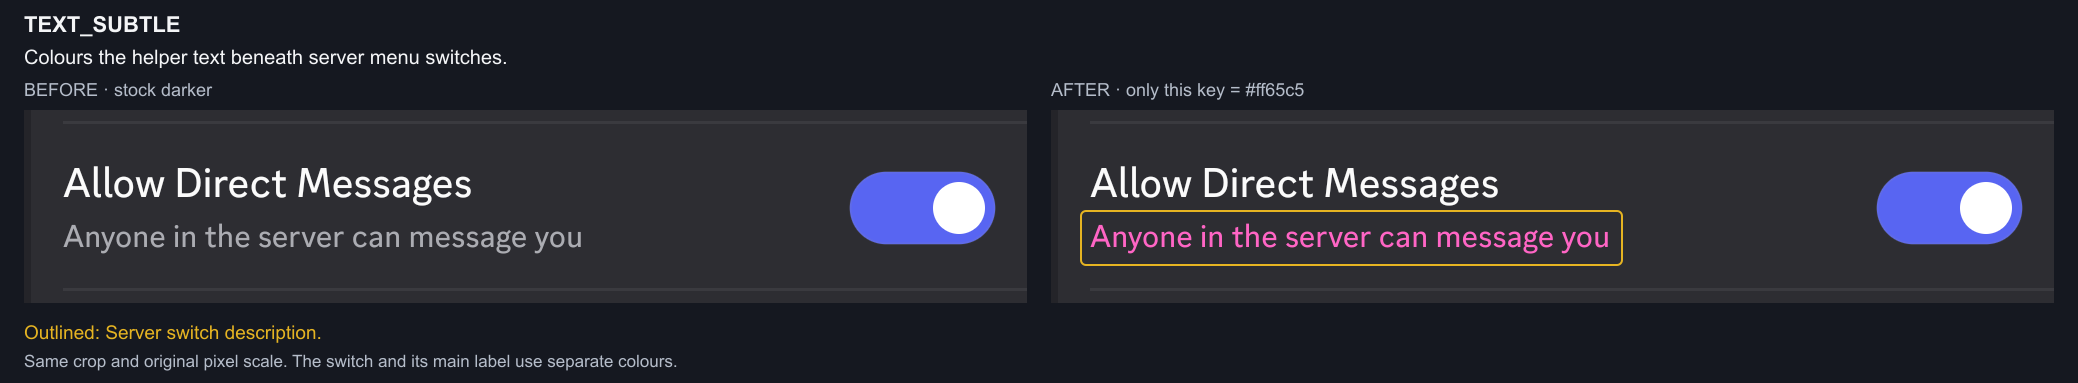 TEXT_SUBTLE
Colours the helper text beneath server menu switches.
BEFORE · stock darker
AFTER · only this key = #ff65c5
Allow Direct Messages
Anyone in the server can message you
Allow Direct Messages
Anyone in the server can message you
Outlined: Server switch description.
Same crop and original pixel scale. The switch and its main label use separate colours.